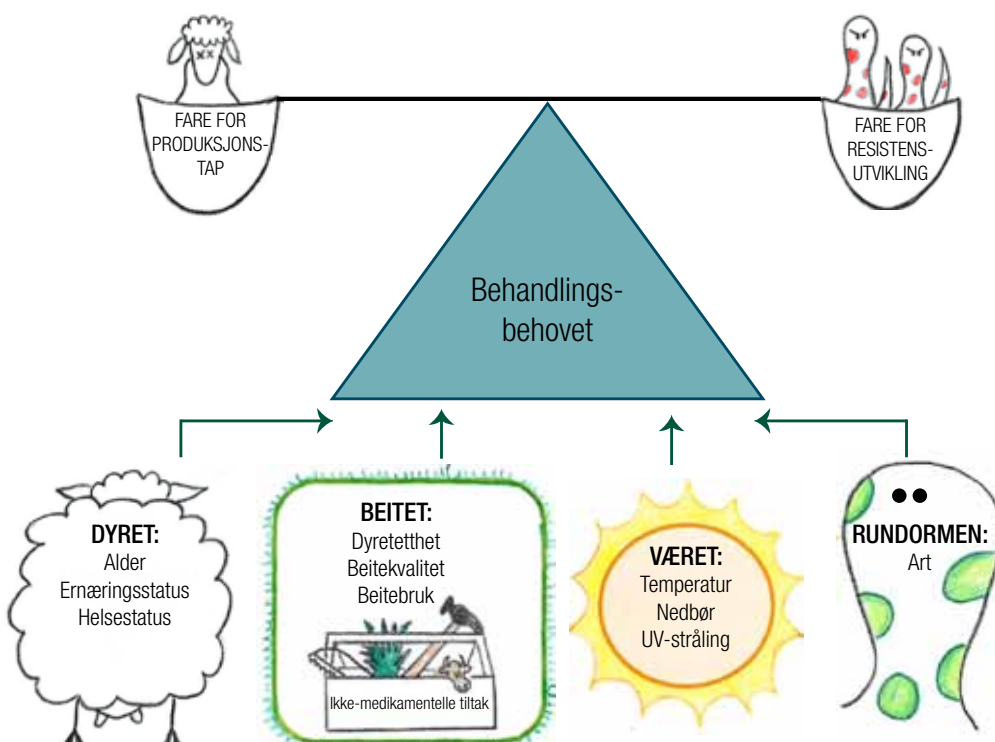 FARE FOR
PRODUKSJONS-
TAP
FARE FOR
RESISTENS-
UTVIKLING
Behandlings-
behovet
DYRET:
Alder
Ernæringsstatus
Helsestatus
BEITET:
Dyretetthet
Beitekvalitet
Beitebruk
Ikke-medikamentelle tiltak
VÆRET:
Temperatur
Nedbør
UV-stråling
RUNDORMEN:
Art